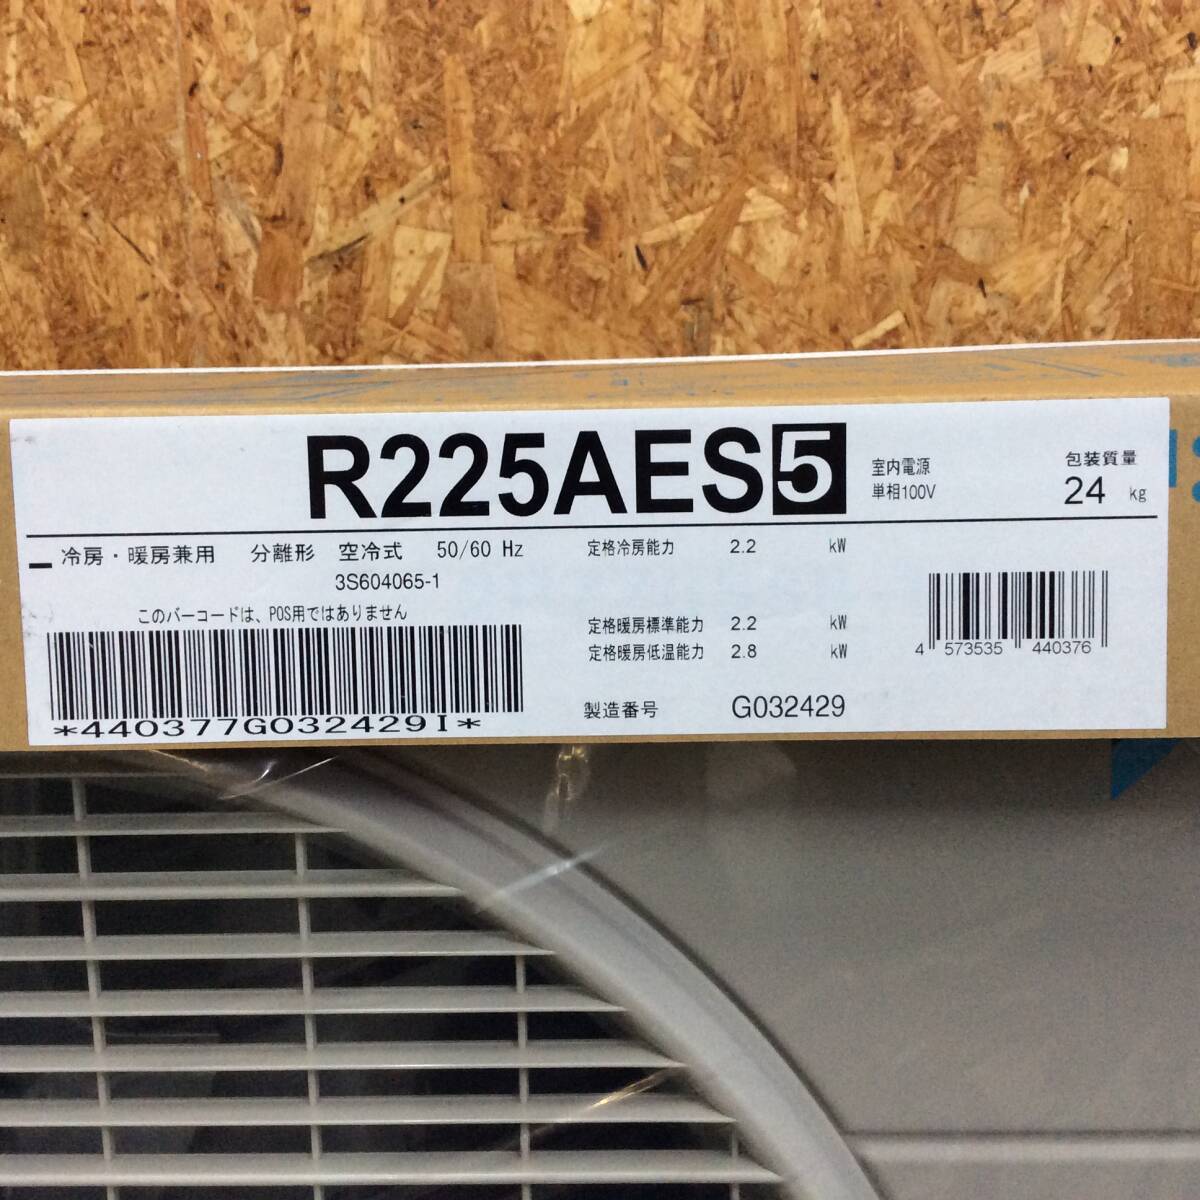 R225AES5
室内電源
単相100V
包装質量
24 kg
冷房・暖房兼用 分離形 空冷式 50/60 Hz
3S604065-1
このバーコードは、POS用ではありません
*440377G032429I*
定格冷房能力 2.2 kW
定格暖房標準能力 2.2 kW
定格暖房低温能力 2.8 kW
製造番号 G032429
4 573535 440376